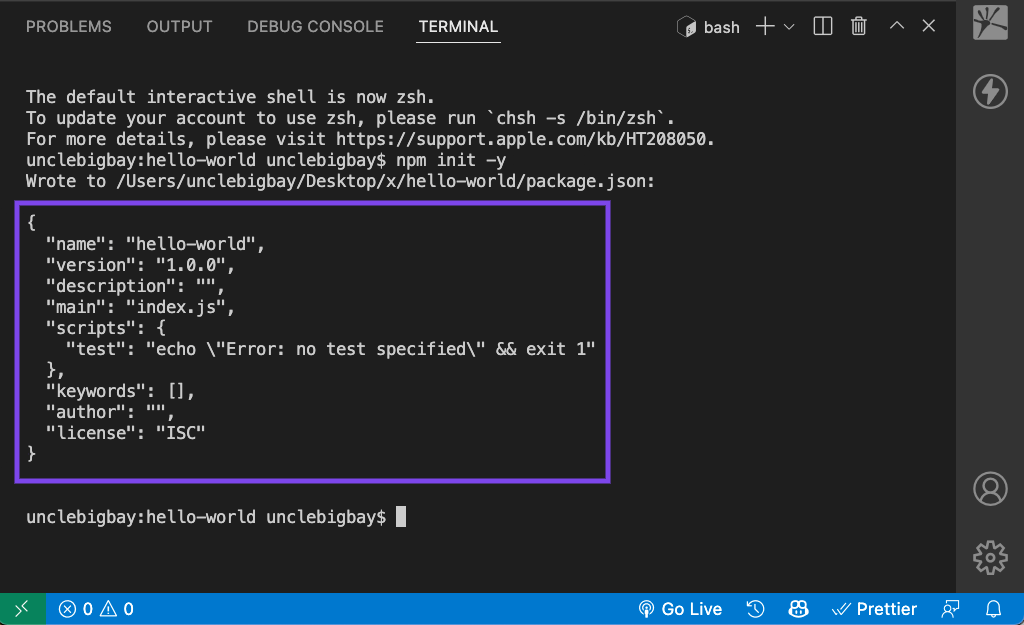 PROBLEMS OUTPUT DEBUG CONSOLE TERMINAL bash
The default interactive shell is now zsh.
To update your account to use zsh, please run `chsh -s /bin/zsh`.
For more details, please visit https://support.apple.com/kb/HT208050.
unclebigbay:hello-world unclebigbay$ npm init -y
Wrote to /Users/unclebigbay/Desktop/x/hello-world/package.json:
{
  "name": "hello-world",
  "version": "1.0.0",
  "description": "",
  "main": "index.js",
  "scripts": {
    "test": "echo \"Error: no test specified\" && exit 1"
  },
  "keywords": [],
  "author": "",
  "license": "ISC"
}
unclebigbay:hello-world unclebigbay$
0 0 Go Live Prettier